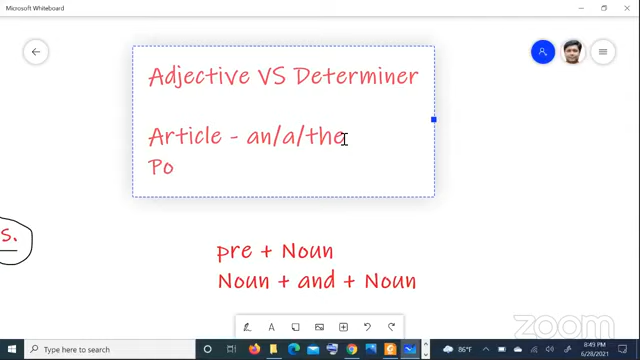 Microsoft Whiteboard
Adjective VS Determiner
Article - an/a/the
Po
s.
pre + Noun
Noun + and + Noun
zoom
Type here to search
86°F
8:49 PM
6/28/2021